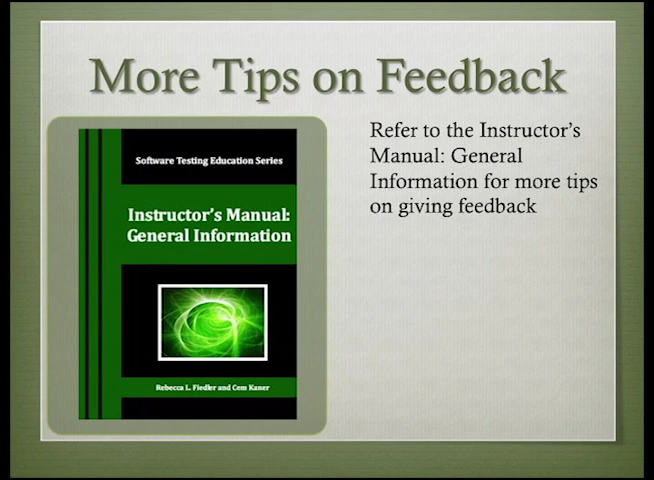 More Tips on Feedback
Software Testing Education Series
Instructor's Manual:
General Information
Rebecca L. Fiedler and Cem Kaner
Refer to the Instructor's
Manual: General
Information for more tips
on giving feedback